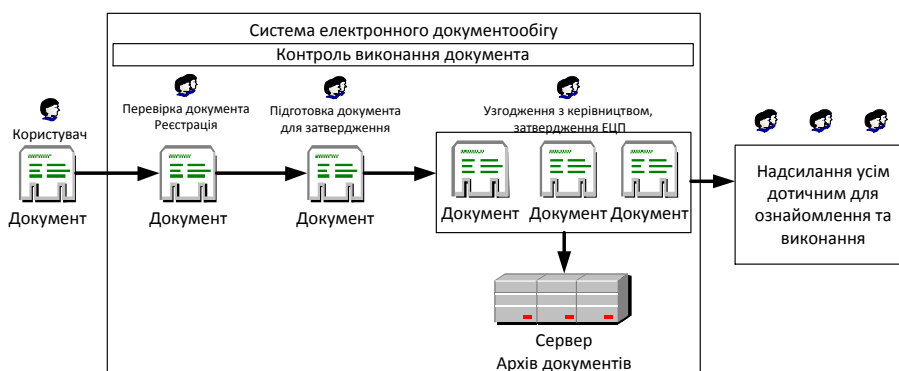 Система електронного документообігу
Контроль виконання документа
Користувач
Документ
Перевірка документа
Реєстрація
Документ
Підготовка документа
для затвердження
Документ
Узгодження з керівництвом,
затвердження ЕЦП
Документ Документ Документ
Надсилання усім
дотичним для
ознайомлення та
виконання
Сервер
Архів документів